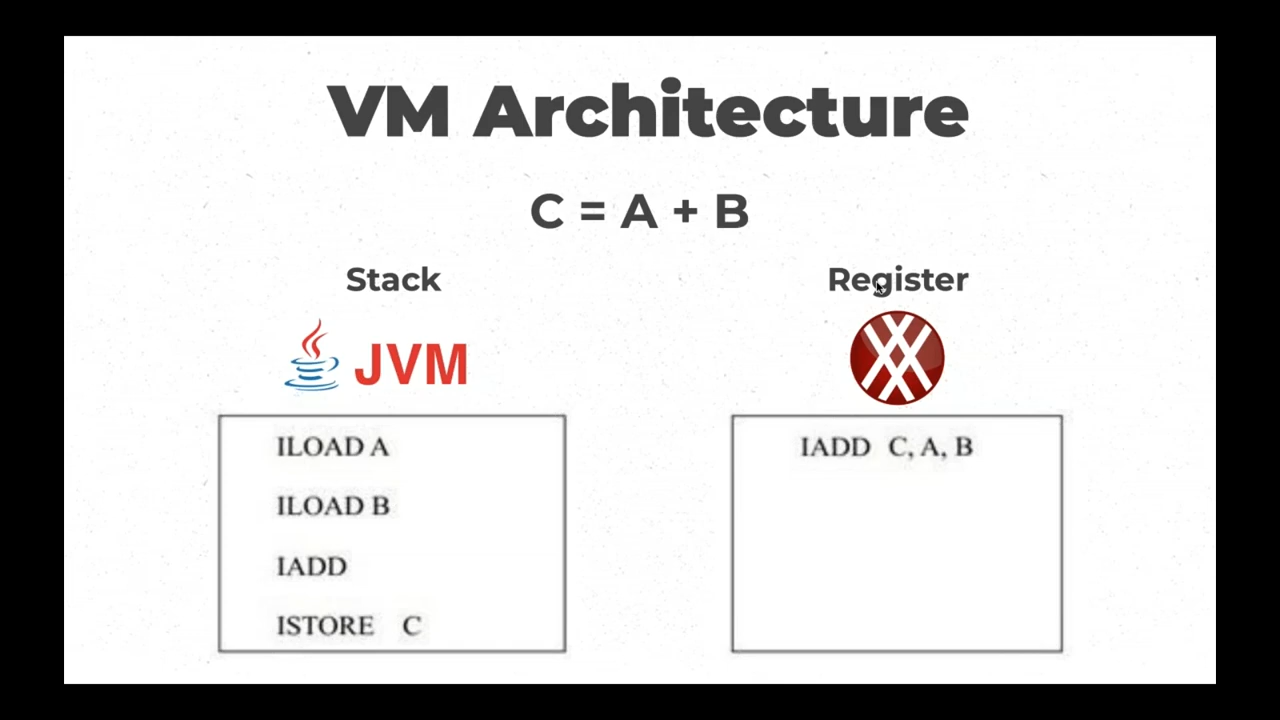 VM Architecture
C = A + B
Stack
Register
JVM
ILOAD A
ILOAD B
IADD
ISTORE C
IADD C, A, B